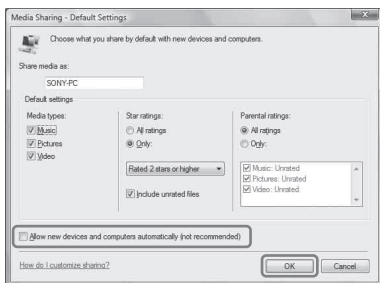 Media Sharing - Default Settings
Choose what you share by default with new devices and computers.
Share media as:
SONY-PC
Default settings
Media types:
Music
Pictures
Video
Star ratings:
All ratings
Only:
Rated 2 stars or higher
Include unrated files
Parental ratings:
All ratings
Only:
Music: Unrated
Pictures: Unrated
Video: Unrated
Allow new devices and computers automatically (not recommended)
How do I customize sharing?
OK
Cancel